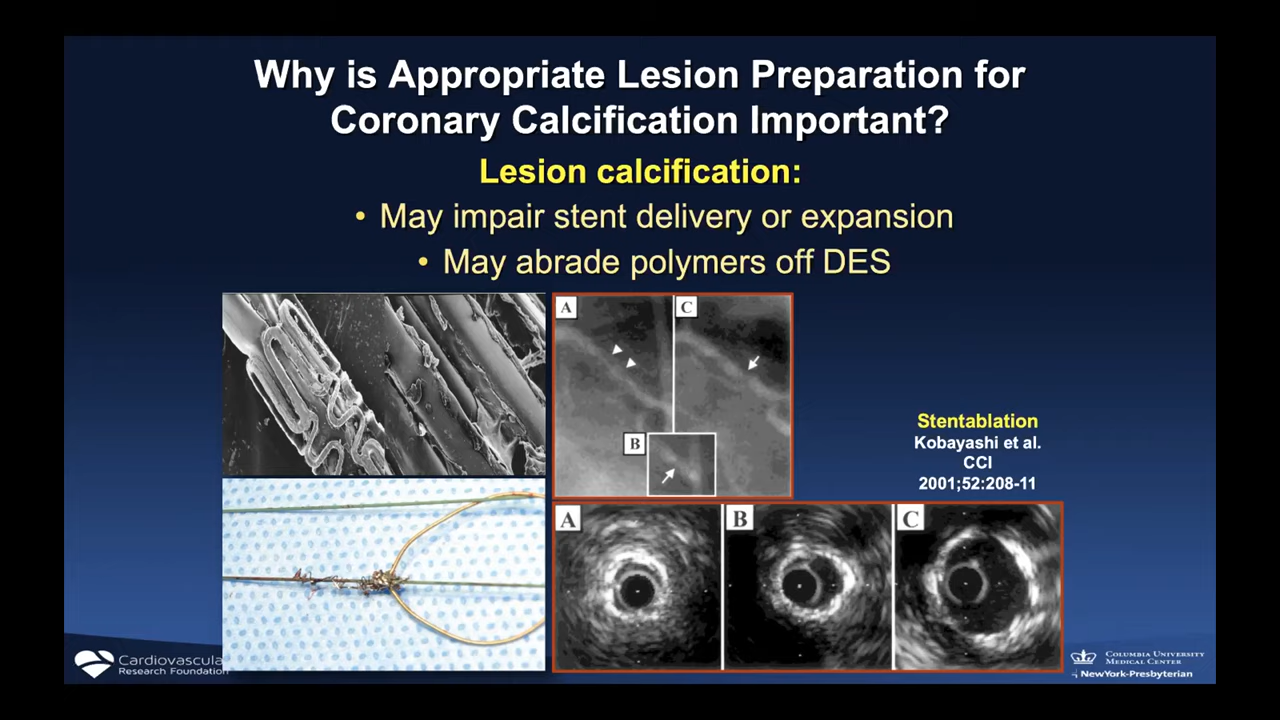 Why is Appropriate Lesion Preparation for
Coronary Calcification Important?
Lesion calcification:
• May impair stent delivery or expansion
• May abrade polymers off DES
A
C
B
Stentablation
Kobayashi et al.
CCI
2001;52:208-11
A
B
C
Cardiovascula
Research Foundation
COLUMBIA UNIVERSITY
MEDICAL CENTER
NewYork-Presbyterian